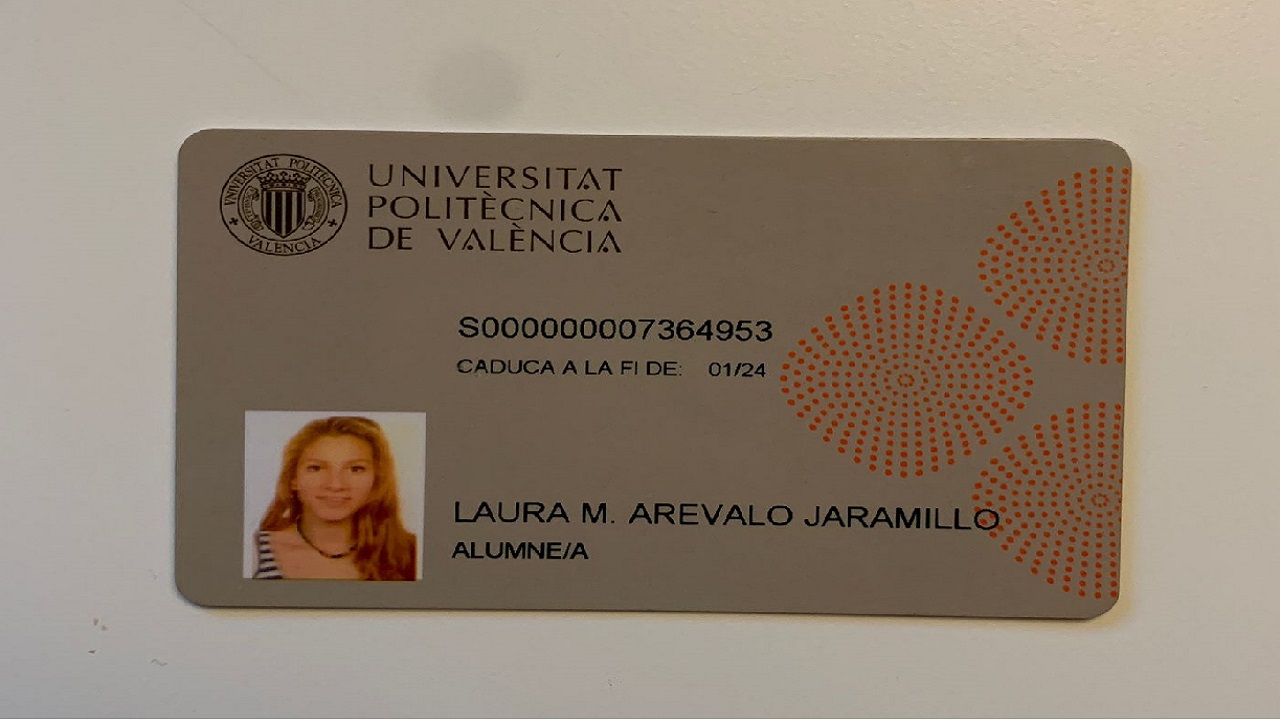 UNIVERSITAT POLITECNICA
VALENCIA
UNIVERSITAT
POLITÈCNICA
DE VALÈNCIA
S000000007364953
CADUCA A LA FI DE: 01/24
LAURA M. AREVALO JARAMILLO
ALUMNE/A